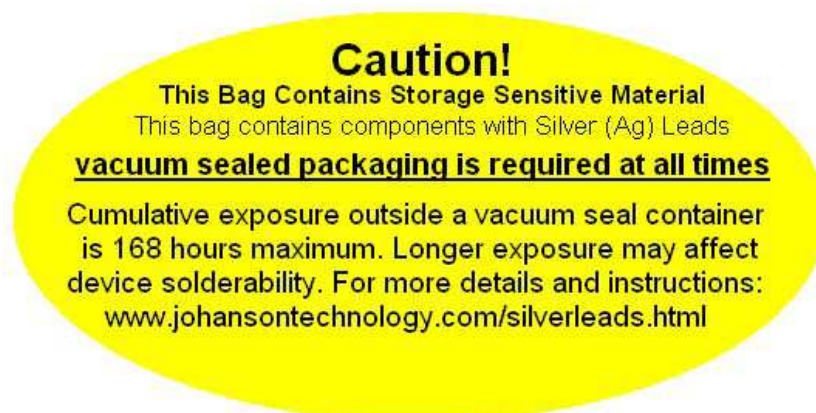 Caution!
This Bag Contains Storage Sensitive Material
This bag contains components with Silver (Ag) Leads
vacuum sealed packaging is required at all times
Cumulative exposure outside a vacuum seal container
is 168 hours maximum. Longer exposure may affect
device solderability. For more details and instructions:
www.johansontechnology.com/silverleads.html